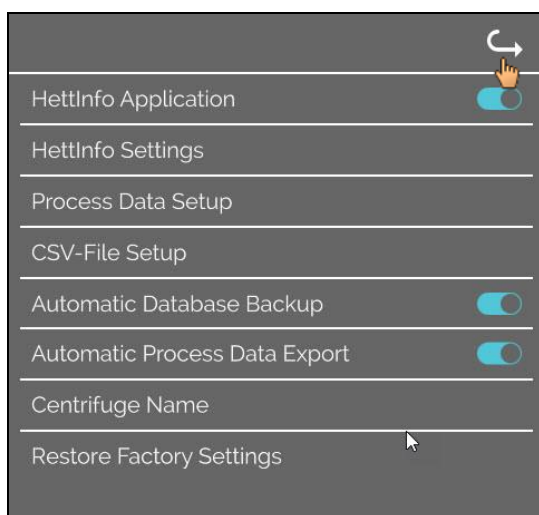 HettInfo Application
HettInfo Settings
Process Data Setup
CSV-File Setup
Automatic Database Backup
Automatic Process Data Export
Centrifuge Name
Restore Factory Settings